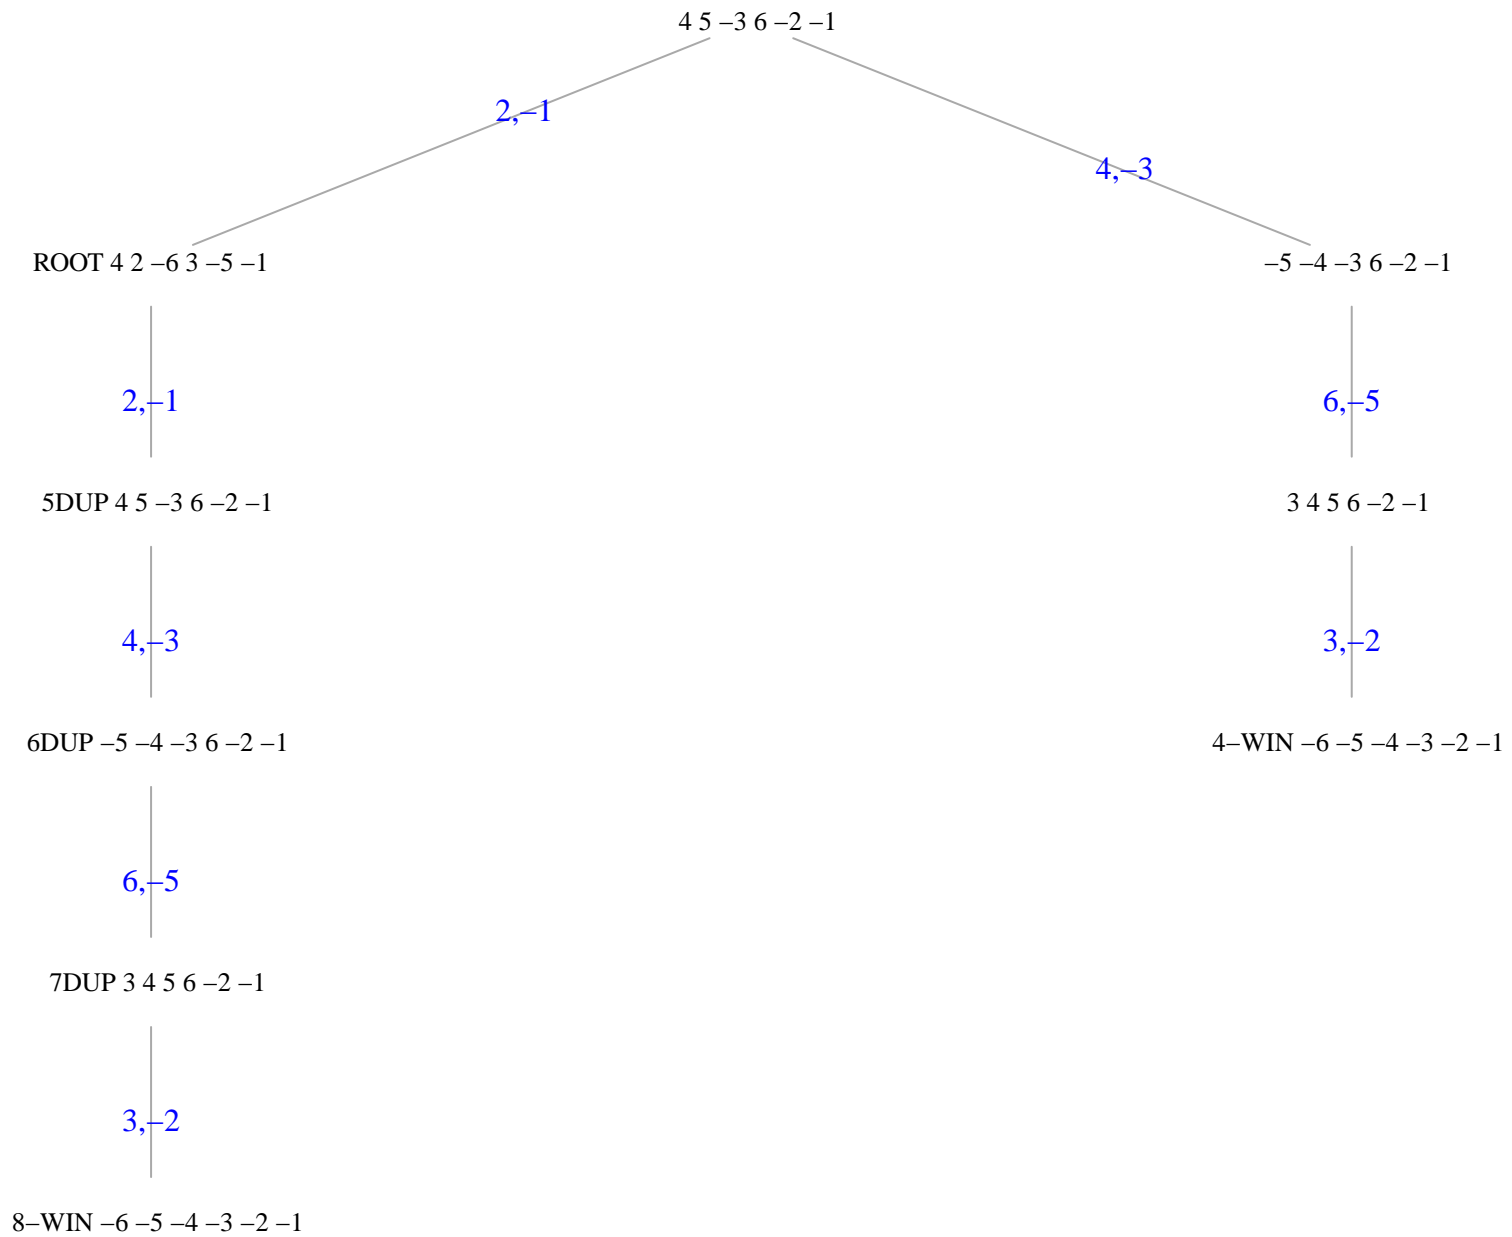 4 5 –3 6 –2 –1
2,–1
4,–3
ROOT 4 2 –6 3 –5 –1
–5 –4 –3 6 –2 –1
2,–1
6,–5
5DUP 4 5 –3 6 –2 –1
3 4 5 6 –2 –1
4,–3
3,–2
6DUP –5 –4 –3 6 –2 –1
4–WIN –6 –5 –4 –3 –2 –1
6,–5
7DUP 3 4 5 6 –2 –1
3,–2
8–WIN –6 –5 –4 –3 –2 –1